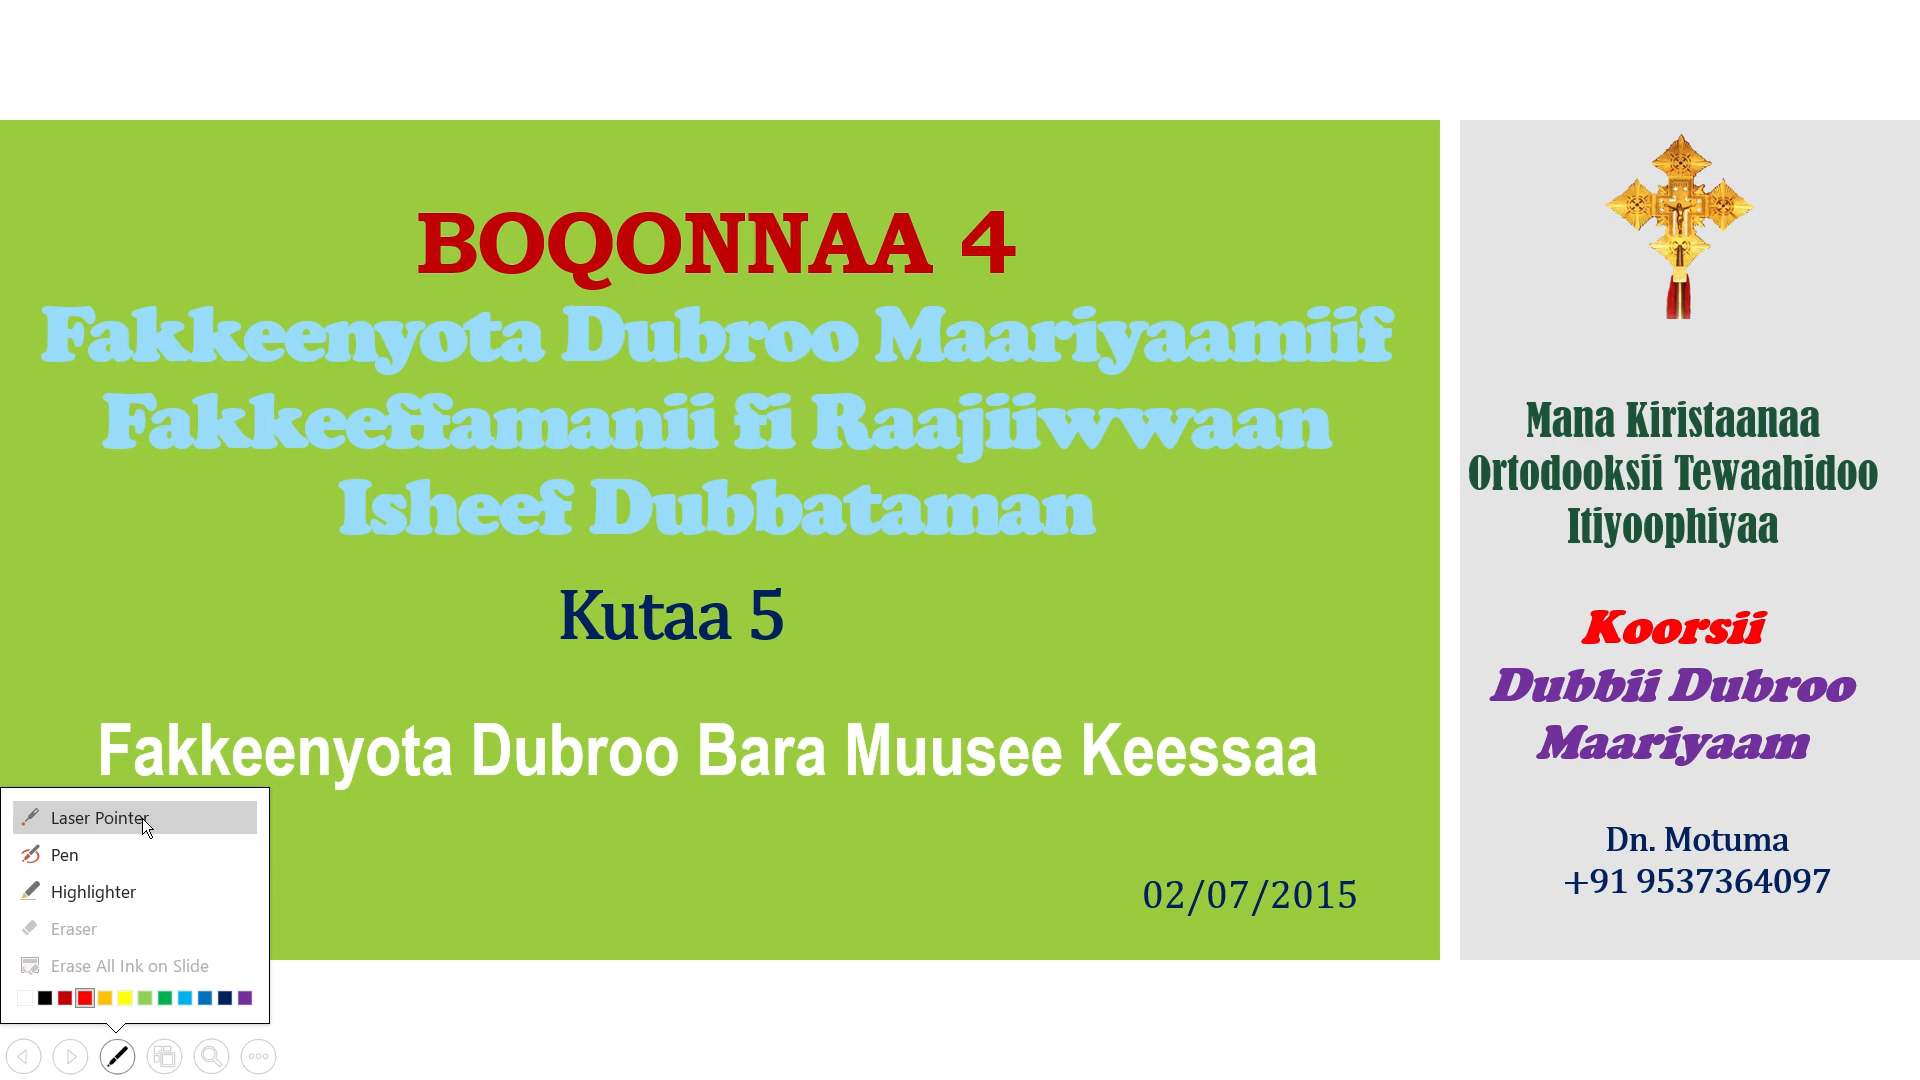 BOQONNAA 4
Fakkeenyota Dubroo Maariyaamiif
Fakkeeffamanii fi Raajiiwwaan
Isheef Dubbataman
Kutaa 5
Fakkeenyota Dubroo Bara Muusee Keessaa
02/07/2015
Mana Kiristaanaa
Ortodooksii Tewaahidoo
Itiyoophiyaa
Koorsii
Dubbii Dubroo
Maariyaam
Dn. Motuma
+91 9537364097
Laser Pointer
Pen
Highlighter
Eraser
Erase All Ink on Slide